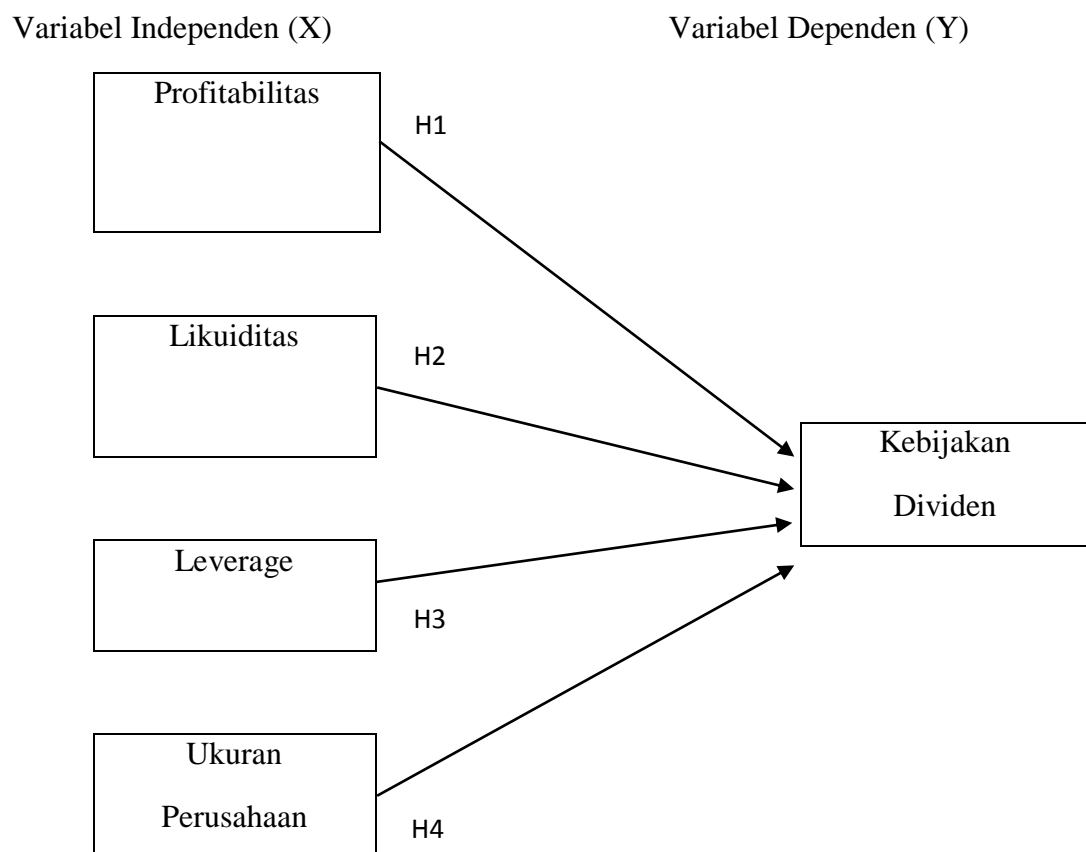 Variabel Independen (X)
Variabel Dependen (Y)
Profitabilitas
H1
Likuiditas
H2
Kebijakan
Dividen
Leverage
H3
Ukuran
Perusahaan
H4